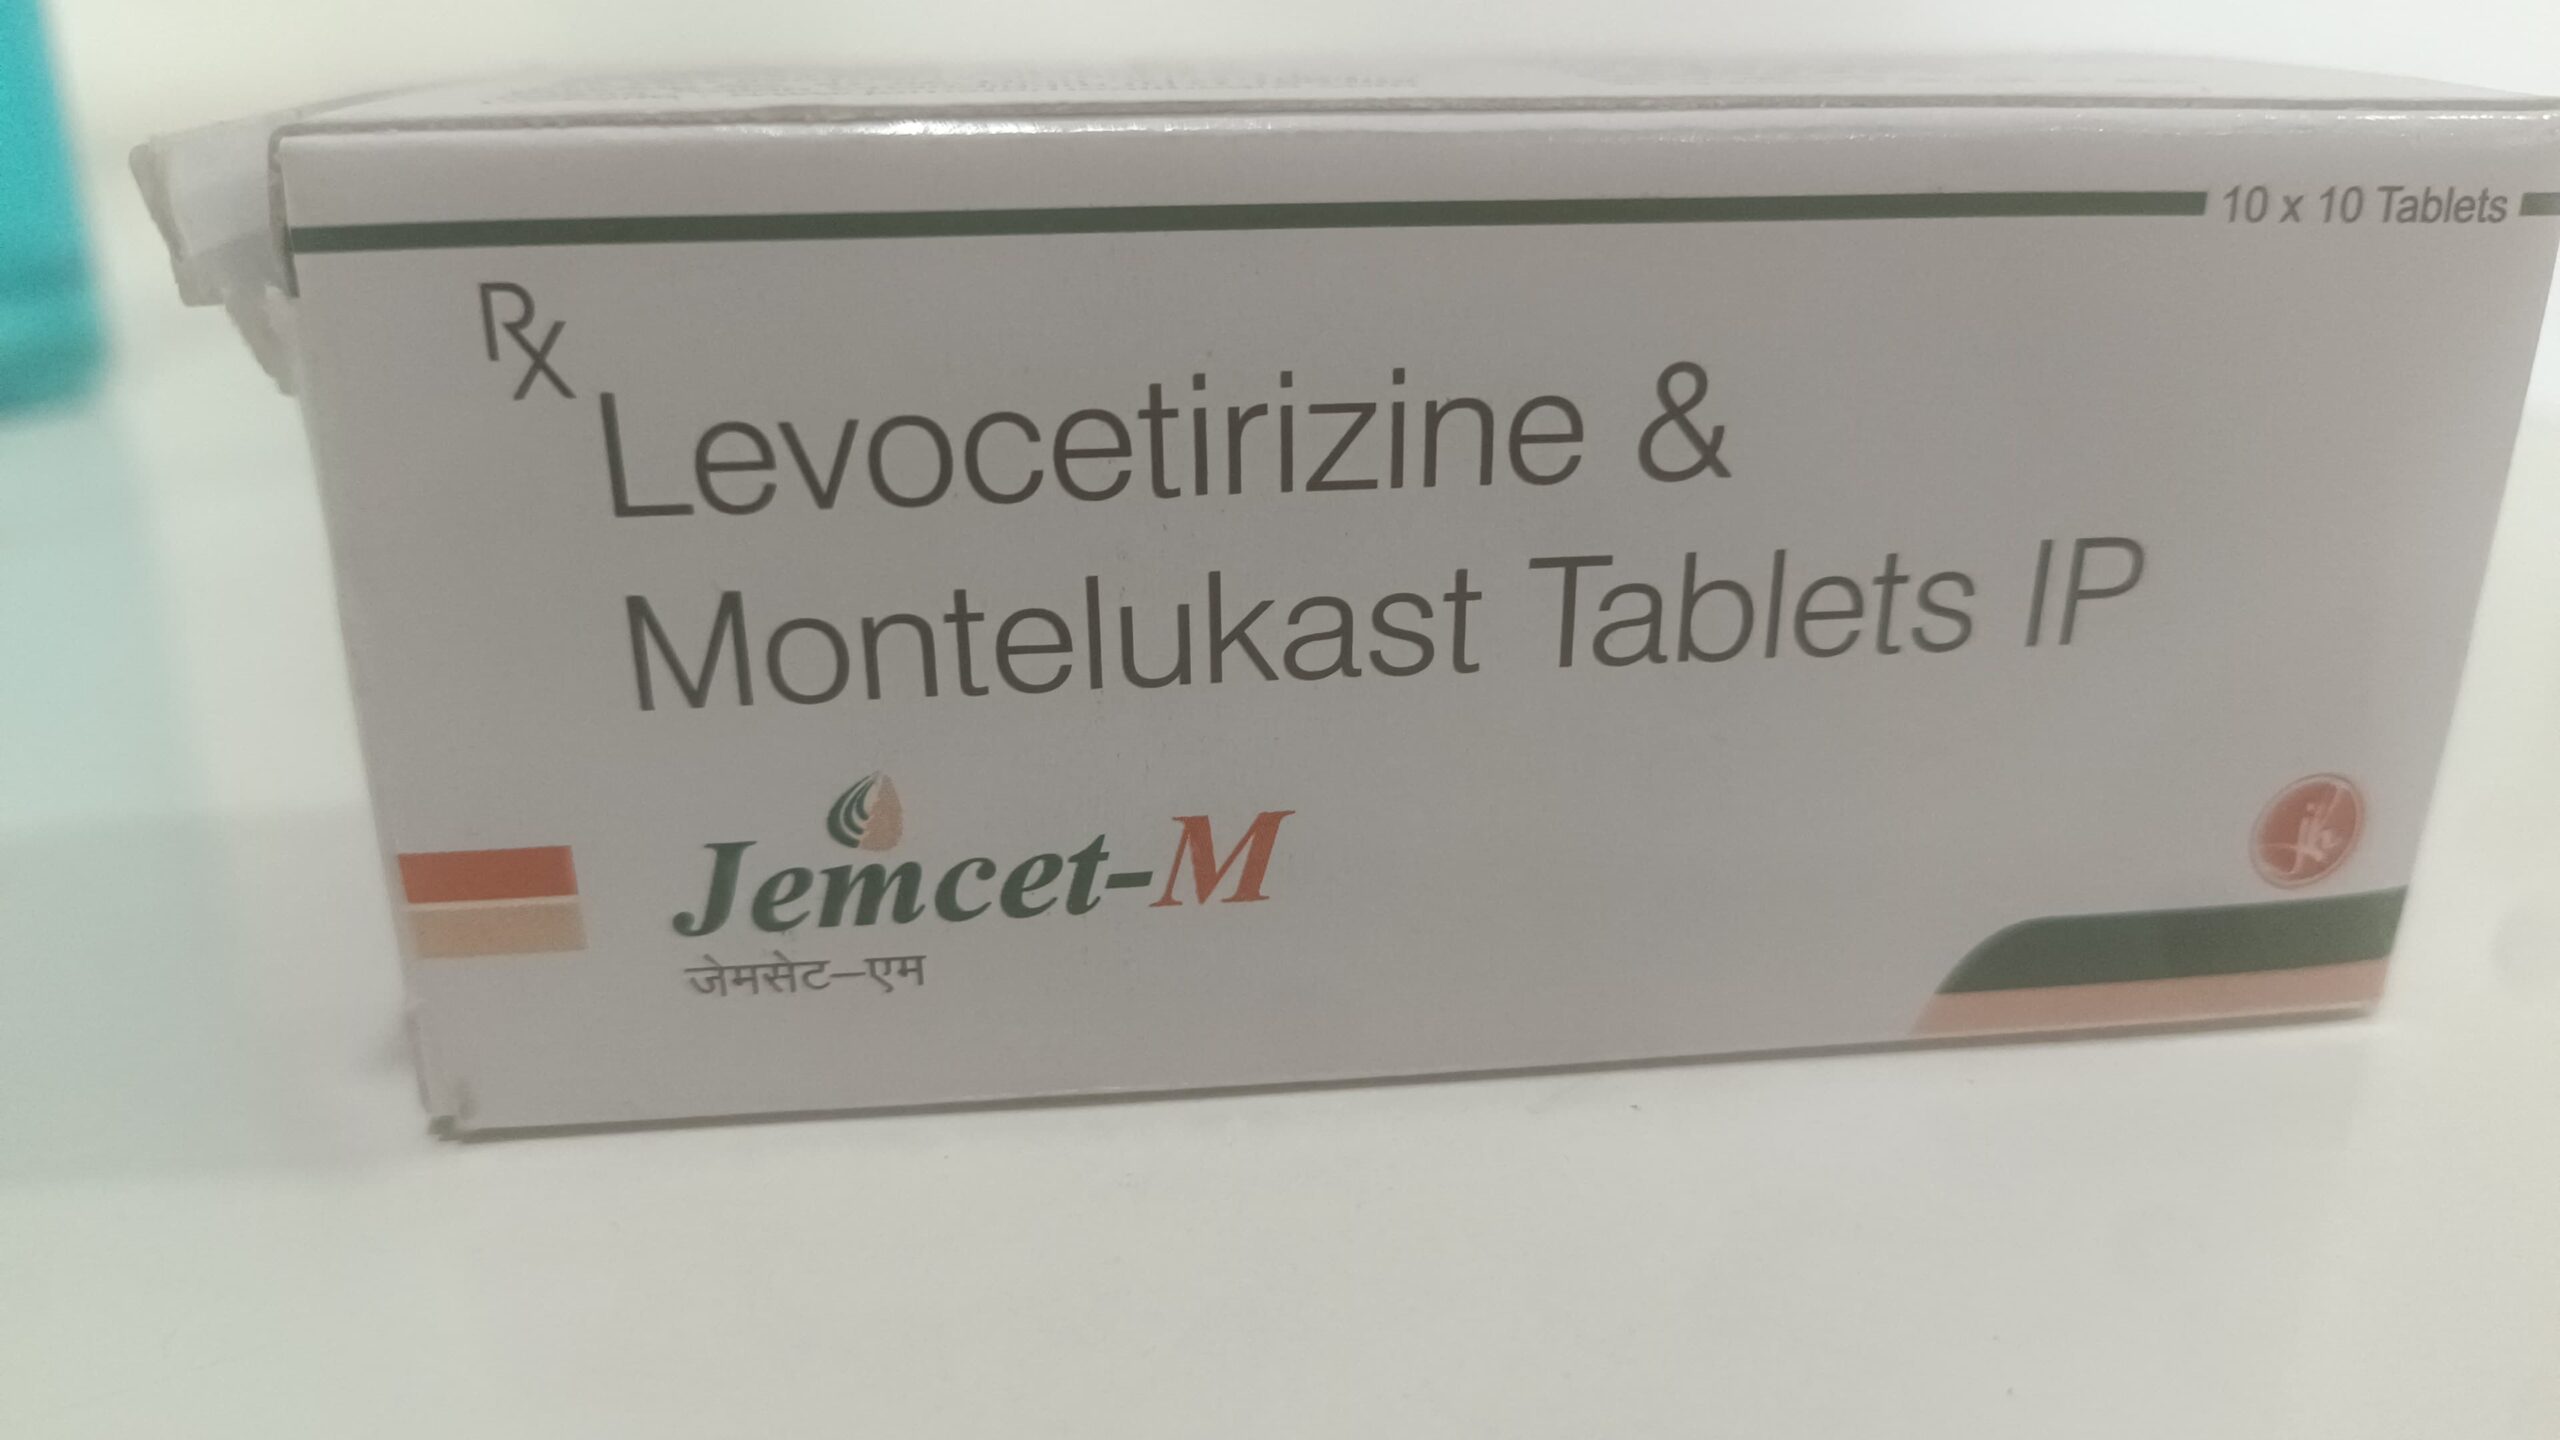 10 x 10 Tablets
Rx
Levocetirizine &
Montelukast Tablets IP
Jemcet-M
जेमसेट–एम